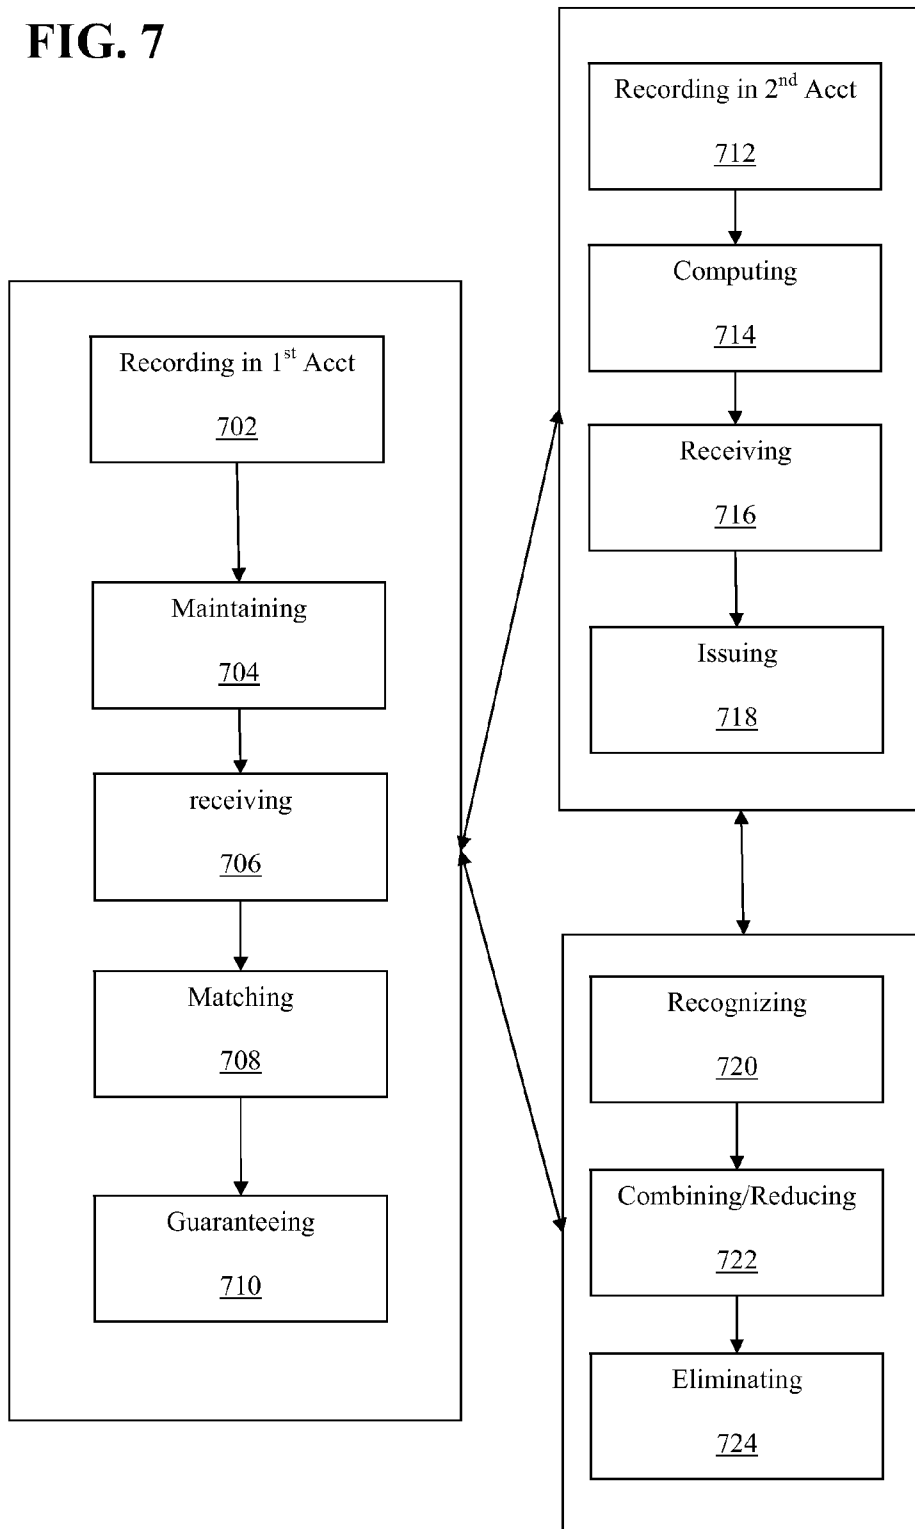 FIG. 7
Recording in 1st Acct
702
Maintaining
704
receiving
706
Matching
708
Guaranteeing
710
Recording in 2nd Acct
712
Computing
714
Receiving
716
Issuing
718
Recognizing
720
Combining/Reducing
722
Eliminating
724